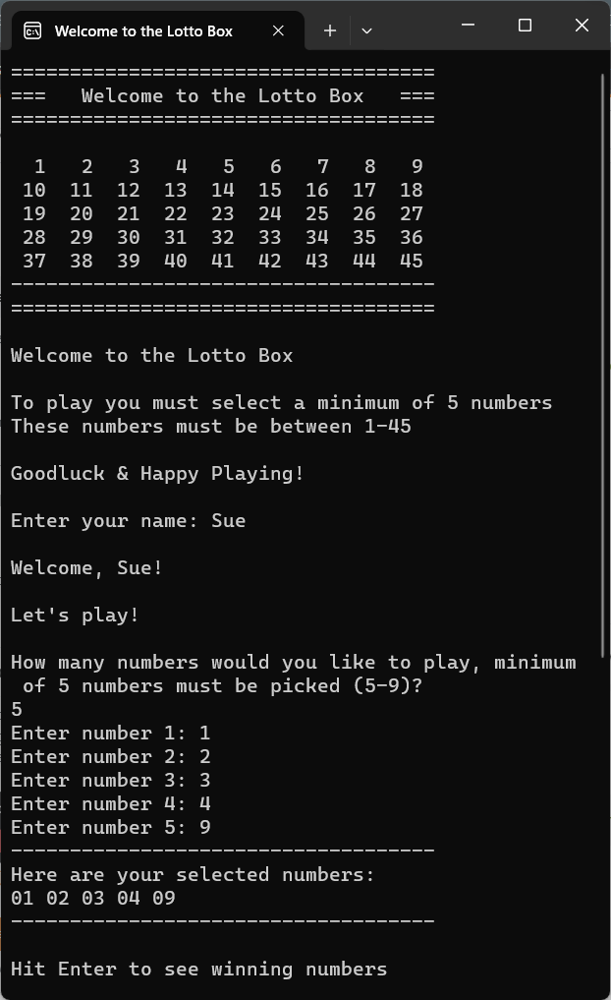 Welcome to the Lotto Box
====================================
===   Welcome to the Lotto Box   ===
====================================
  1   2   3   4   5   6   7   8   9
 10  11  12  13  14  15  16  17  18
 19  20  21  22  23  24  25  26  27
 28  29  30  31  32  33  34  35  36
 37  38  39  40  41  42  43  44  45
------------------------------------
====================================
Welcome to the Lotto Box
To play you must select a minimum of 5 numbers
These numbers must be between 1-45
Goodluck & Happy Playing!
Enter your name: Sue
Welcome, Sue!
Let's play!
How many numbers would you like to play, minimum
 of 5 numbers must be picked (5-9)?
5
Enter number 1: 1
Enter number 2: 2
Enter number 3: 3
Enter number 4: 4
Enter number 5: 9
------------------------------------
Here are your selected numbers:
01 02 03 04 09
------------------------------------
Hit Enter to see winning numbers